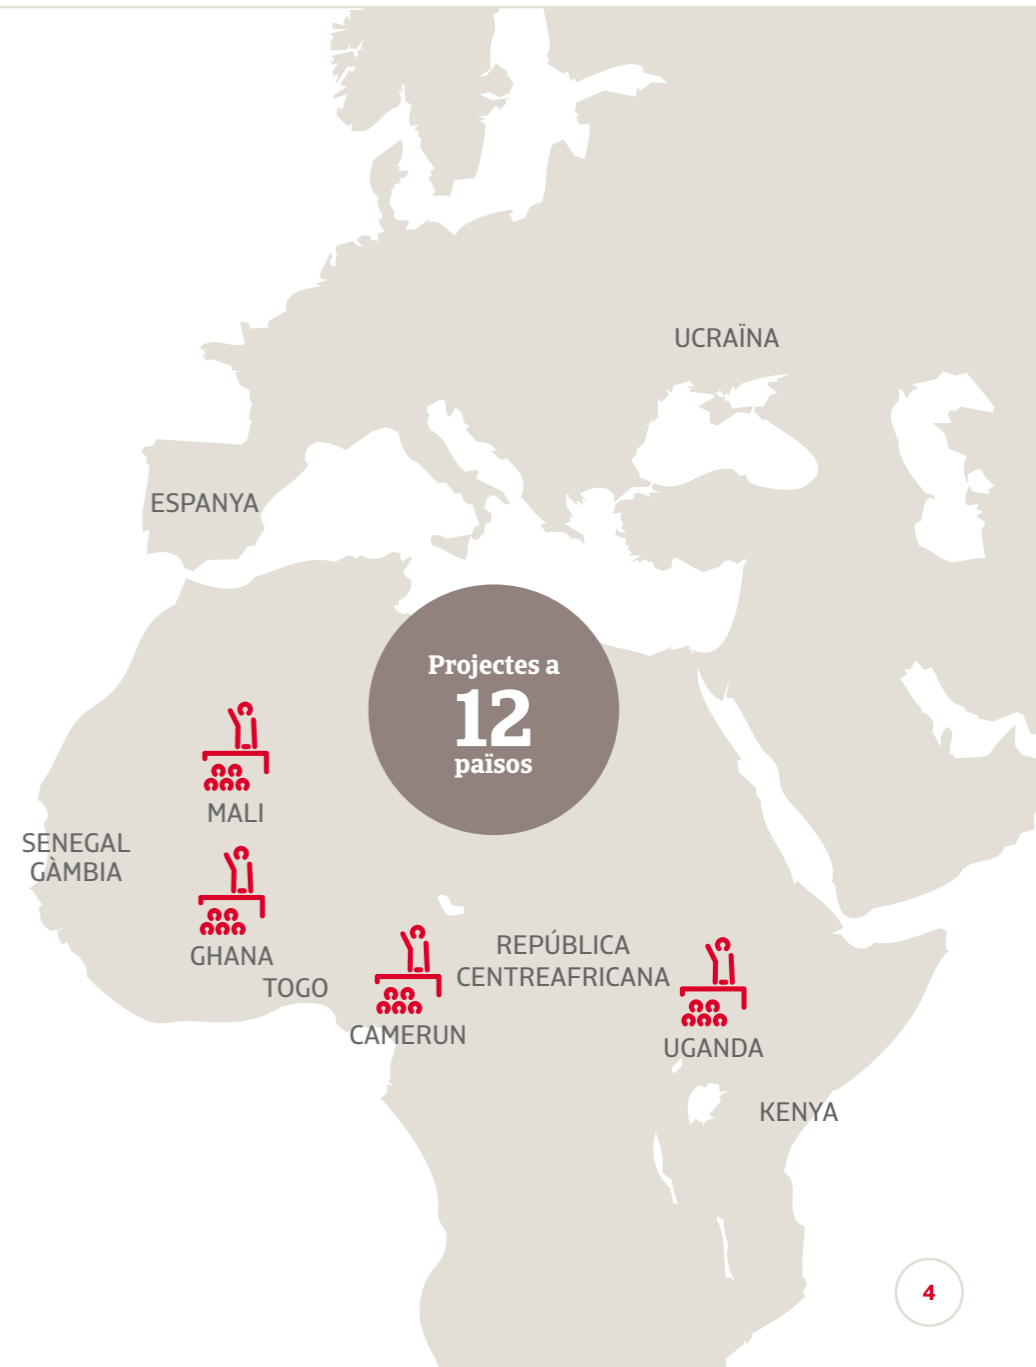 UCRAÏNA
ESPANYA
Projectes a
12
països
MALI
SENEGAL
GÀMBIA
GHANA
TOGO
REPÚBLICA
CENTREAFRICANA
CAMERUN
UGANDA
KENYA
4